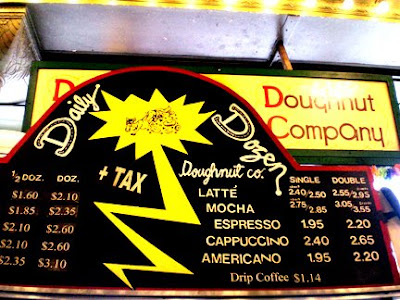 D Doughnut
Company
Daily
Dozen
Doughnut co.
+ TAX
1/2 DOZ. DOZ.
$1.60 $2.10
$1.85 $2.35
$2.10 $2.60
$2.10 $2.60
$2.35 $3.10
SINGLE DOUBLE
LATTÉ 2.40/2.50 2.55/2.95
MOCHA 2.75/2.85 3.05/3.55
ESPRESSO 1.95 2.20
CAPPUCCINO 2.40 2.65
AMERICANO 1.95 2.20
Drip Coffee $1.14